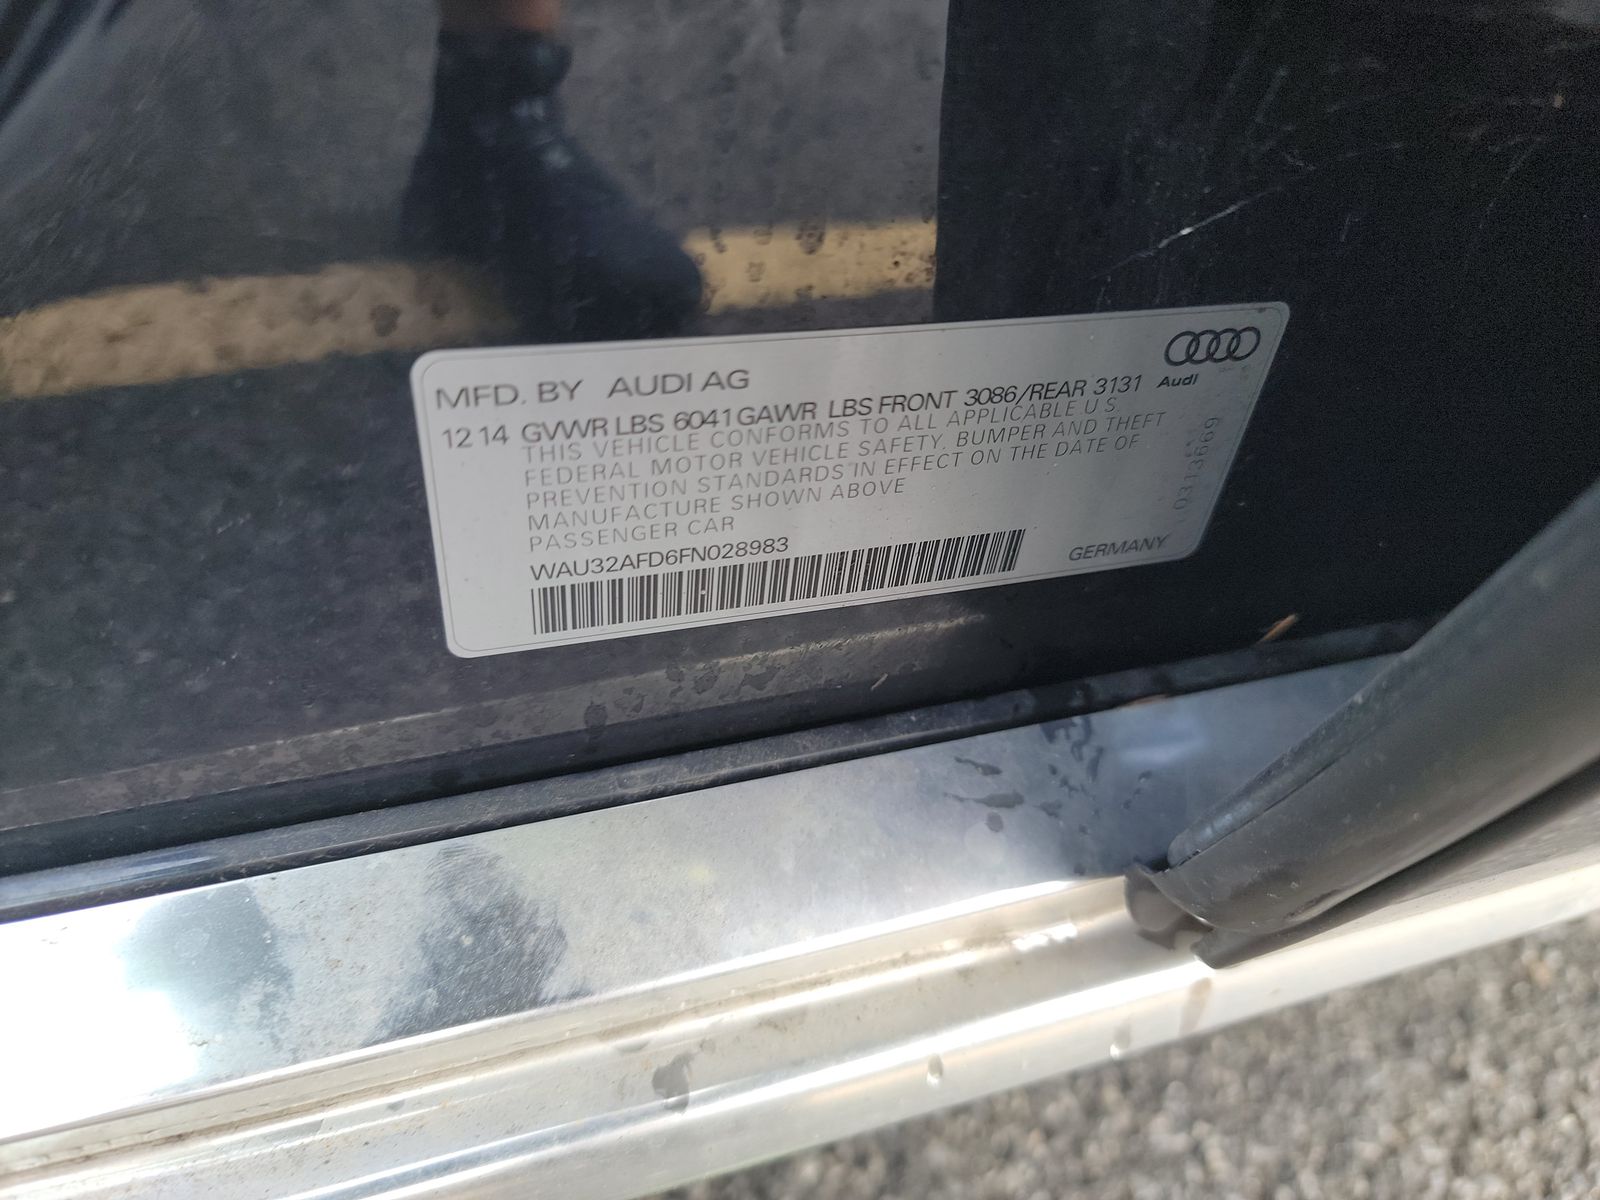 MFD. BY AUDI AG
Audi
12 14 GVWR LBS 6041 GAWR LBS FRONT 3086/REAR 3131
THIS VEHICLE CONFORMS TO ALL APPLICABLE U.S.
FEDERAL MOTOR VEHICLE SAFETY, BUMPER AND THEFT
PREVENTION STANDARDS IN EFFECT ON THE DATE OF
MANUFACTURE SHOWN ABOVE
PASSENGER CAR
WAU32AFD6FN028983
GERMANY
0313669